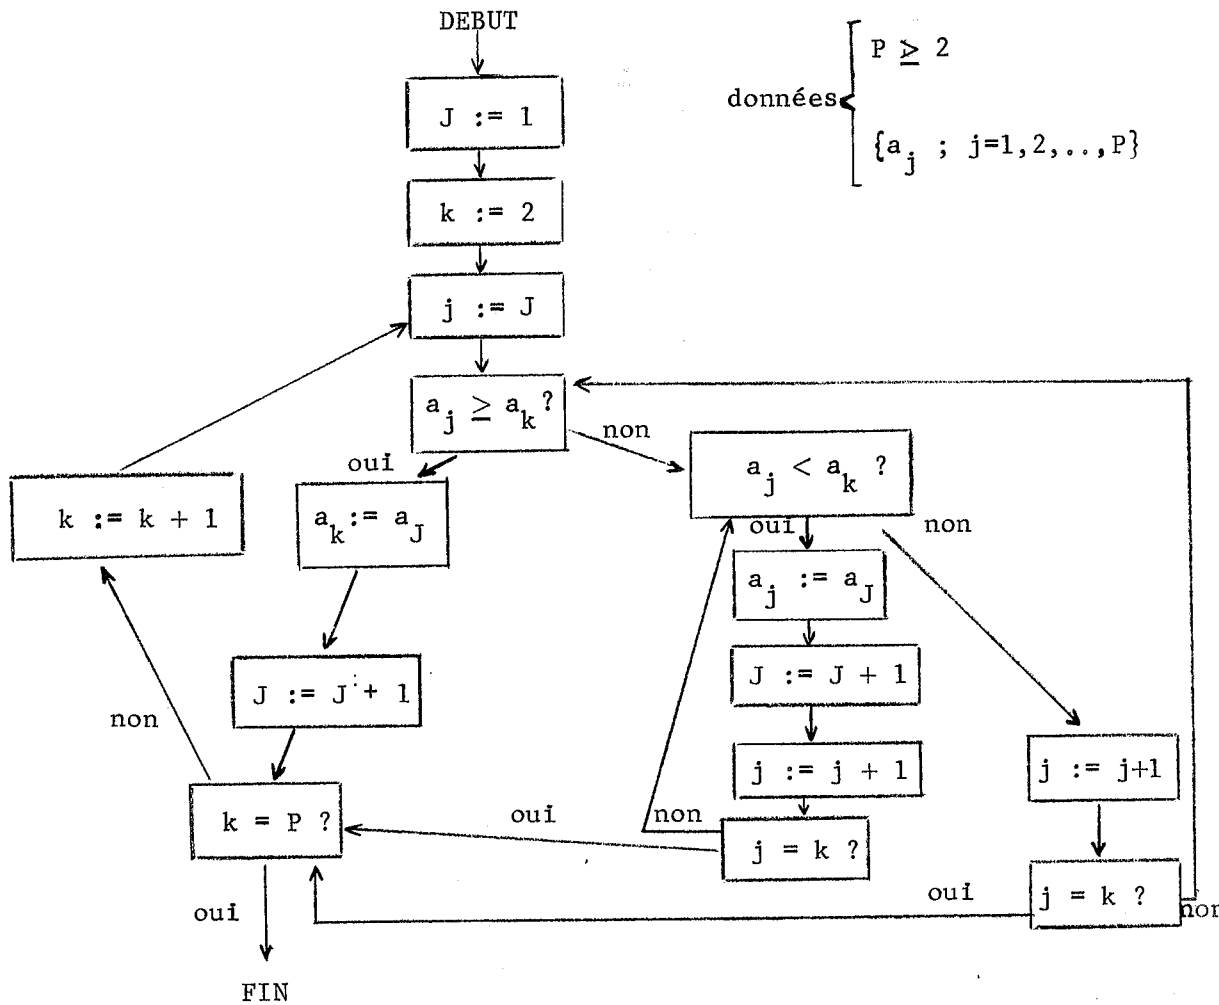 DEBUT
données
P ≥ 2
{a_j ; j=1,2,..,P}
J := 1
k := 2
j := J
a_j ≥ a_k ?
non
oui
a_j < a_k ?
k := k + 1
a_k := a_J
oui
non
a_j := a_J
J := J + 1
J := J + 1
non
j := j + 1
j := j+1
k = P ?
oui
non
j = k ?
oui
j = k ?
non
oui
FIN